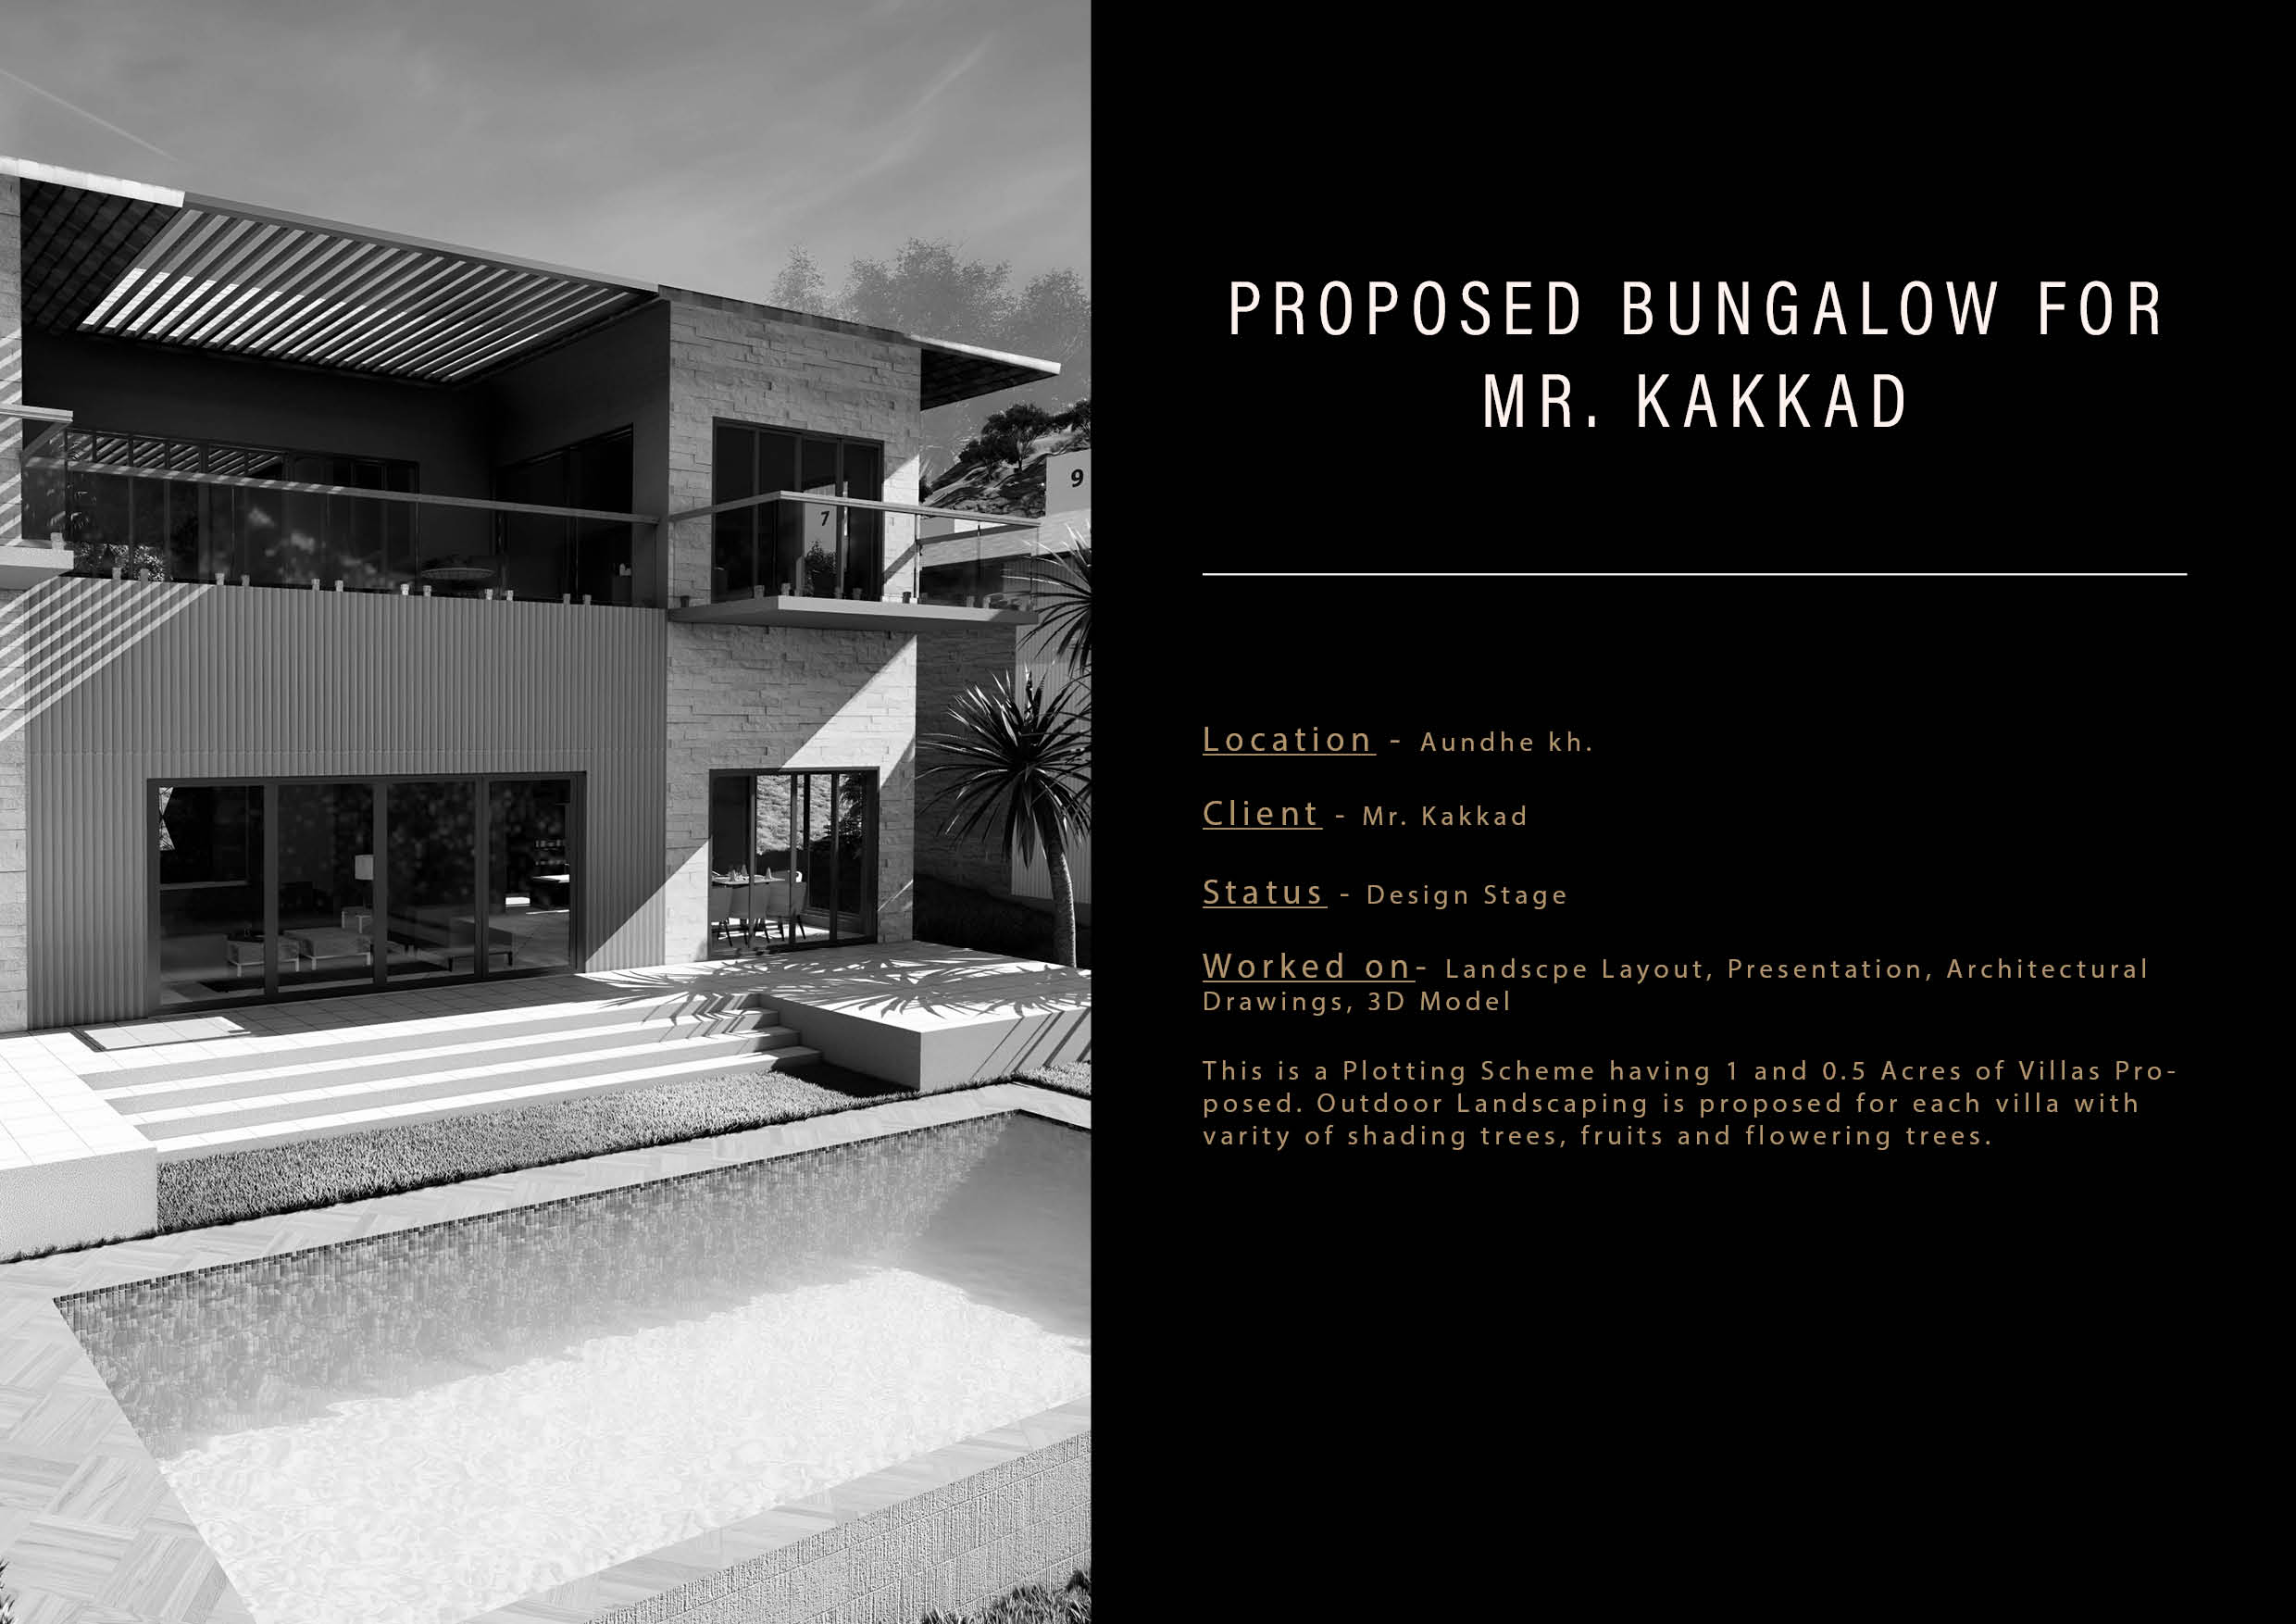 PROPOSED BUNGALOW FOR
MR. KAKKAD
9
7
Location - Aundhe kh.
Client - Mr. Kakkad
Status - Design Stage
Worked on- Landscpe Layout, Presentation, Architectural
Drawings, 3D Model
This is a Plotting Scheme having 1 and 0.5 Acres of Villas Pro-
posed. Outdoor Landscaping is proposed for each villa with
varity of shading trees, fruits and flowering trees.